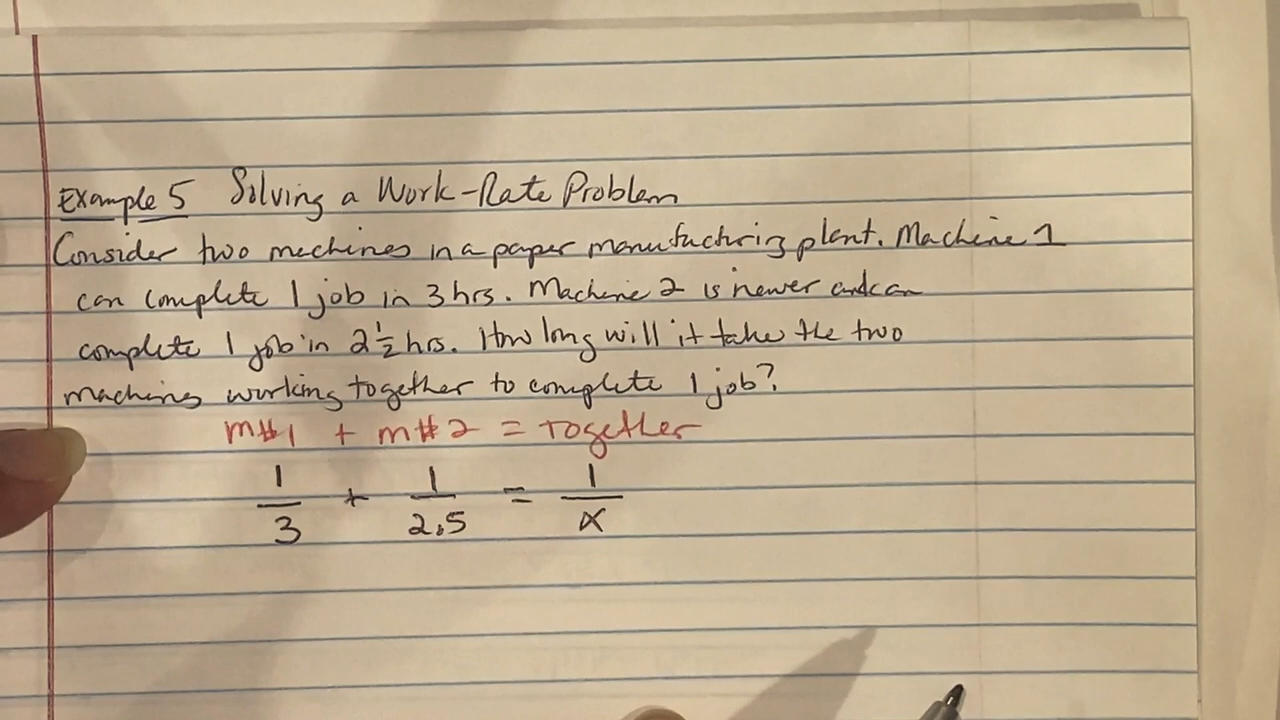 Example 5 Solving a Work-Rate Problem
Consider two machines in a paper manufacturing plant. Machine 1
can complete 1 job in 3 hrs. Machine 2 is newer and can
complete 1 job in 2 1/2 hrs. How long will it take the two
machines working together to complete 1 job?
m#1 + m#2 = Together
1/3 + 1/2.5 = 1/x